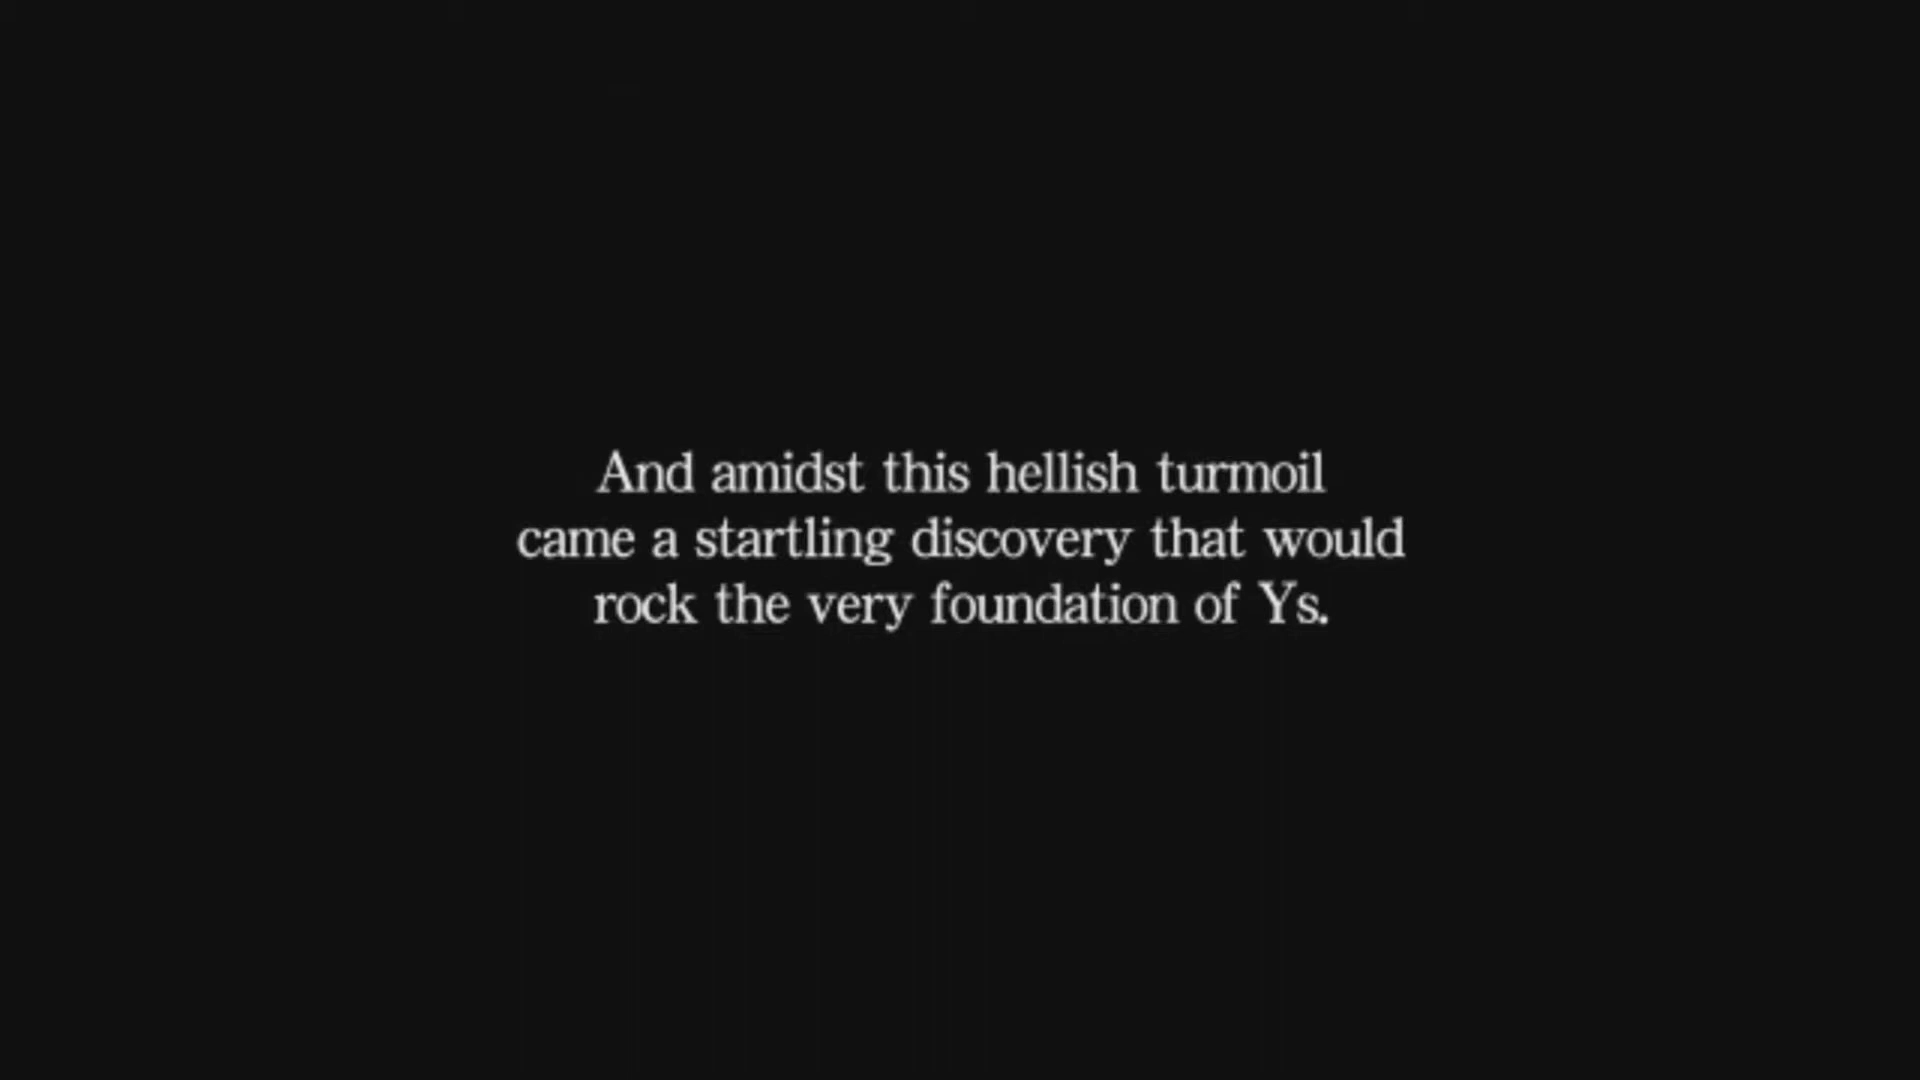 And amidst this hellish turmoil
came a startling discovery that would
rock the very foundation of Ys.